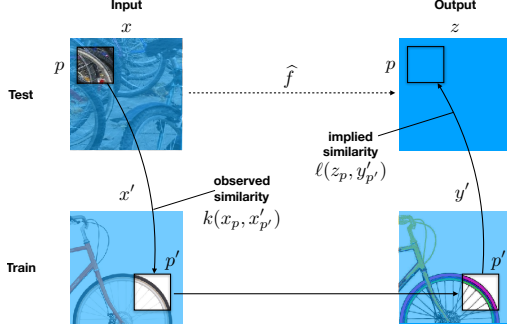 Input
Output
x
z
p
p
f̂
Test
implied
similarity
ℓ(z_p, y'_{p'})
observed
similarity
k(x_p, x'_{p'})
x'
y'
p'
p'
Train